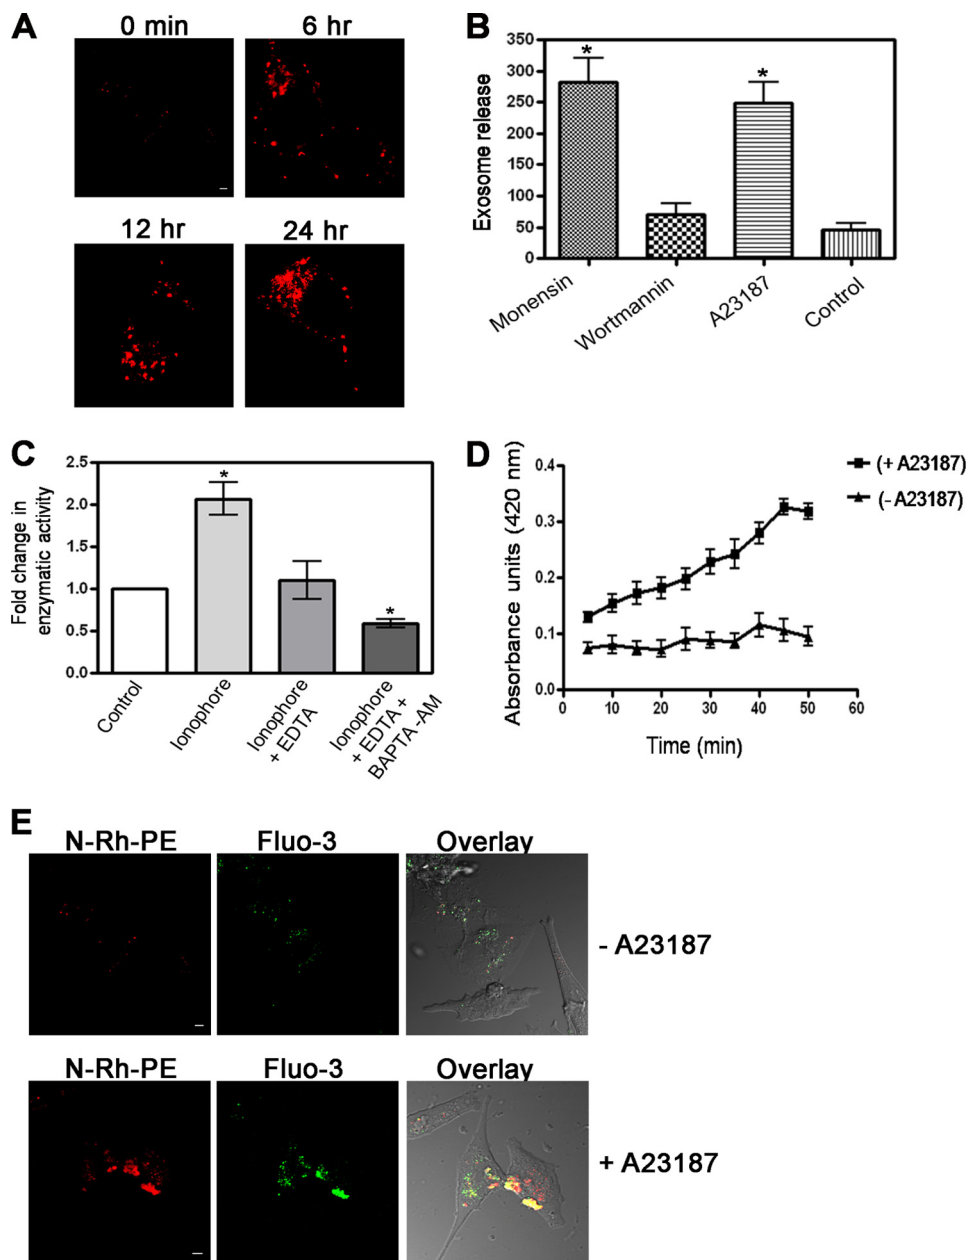 A
0 min
6 hr
12 hr
24 hr
B
Exosome release
350
300
250
200
150
100
50
0
*
*
Monensin
Wortmannin
A23187
Control
C
Fold change in
enzymatic activity
2.5
2.0
1.5
1.0
0.5
0.0
*
*
Control
Ionophore
Ionophore
+ EDTA
Ionophore
+ EDTA +
BAPTA-AM
D
Absorbance units (420 nm)
0.4
0.3
0.2
0.1
0.0
0
10
20
30
40
50
60
Time (min)
(+ A23187)
(- A23187)
E
N-Rh-PE
Fluo-3
Overlay
- A23187
N-Rh-PE
Fluo-3
Overlay
+ A23187